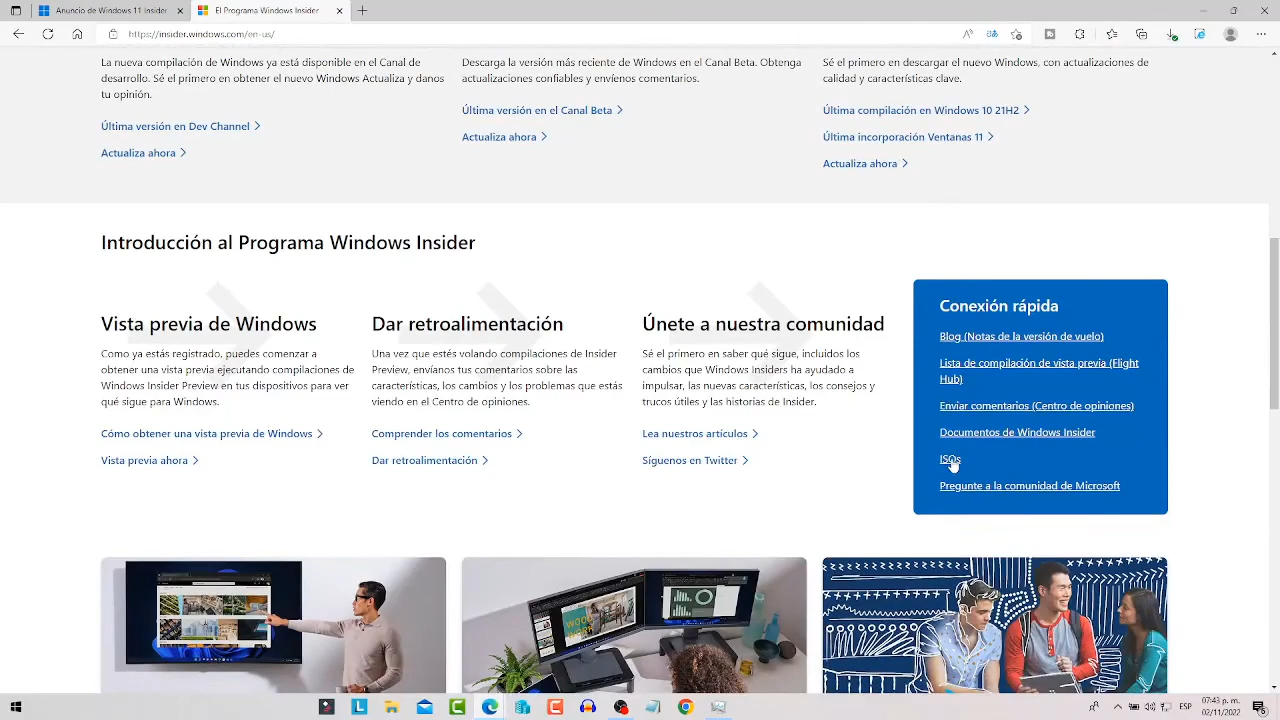 Anuncio de Windows 11 Insider
El Programa Windows Insider
https://insider.windows.com/en-us/
La nueva compilación de Windows ya está disponible en el Canal de
desarrollo. Sé el primero en obtener el nuevo Windows Actualiza y danos
tu opinión.
Última versión en Dev Channel
Actualiza ahora
Descarga la versión más reciente de Windows en el Canal Beta. Obtenga
actualizaciones confiables y envíenos comentarios.
Última versión en el Canal Beta
Actualiza ahora
Sé el primero en descargar el nuevo Windows, con actualizaciones de
calidad y características clave.
Última compilación en Windows 10 21H2
Última incorporación Ventanas 11
Actualiza ahora
Introducción al Programa Windows Insider
Vista previa de Windows
Como ya estás registrado, puedes comenzar a
obtener una vista previa ejecutando compilaciones de
Windows Insider Preview en tus dispositivos para ver
qué sigue para Windows.
Cómo obtener una vista previa de Windows
Vista previa ahora
Dar retroalimentación
Una vez que estés volando compilaciones de Insider
Preview, envíanos tus comentarios sobre las
características, los cambios y los problemas que estás
viendo en el Centro de opiniones.
Comprender los comentarios
Dar retroalimentación
Únete a nuestra comunidad
Sé el primero en saber qué sigue, incluidos los
cambios que Windows Insiders ha ayudado a
impulsar, las nuevas características, los consejos y
trucos útiles y las historias de Insider.
Lea nuestros artículos
Síguenos en Twitter
Conexión rápida
Blog (Notas de la versión de vuelo)
Lista de compilación de vista previa (Flight
Hub)
Enviar comentarios (Centro de opiniones)
Documentos de Windows Insider
ISOs
Pregunte a la comunidad de Microsoft
ESP
07:43 p. m.
02/11/2022